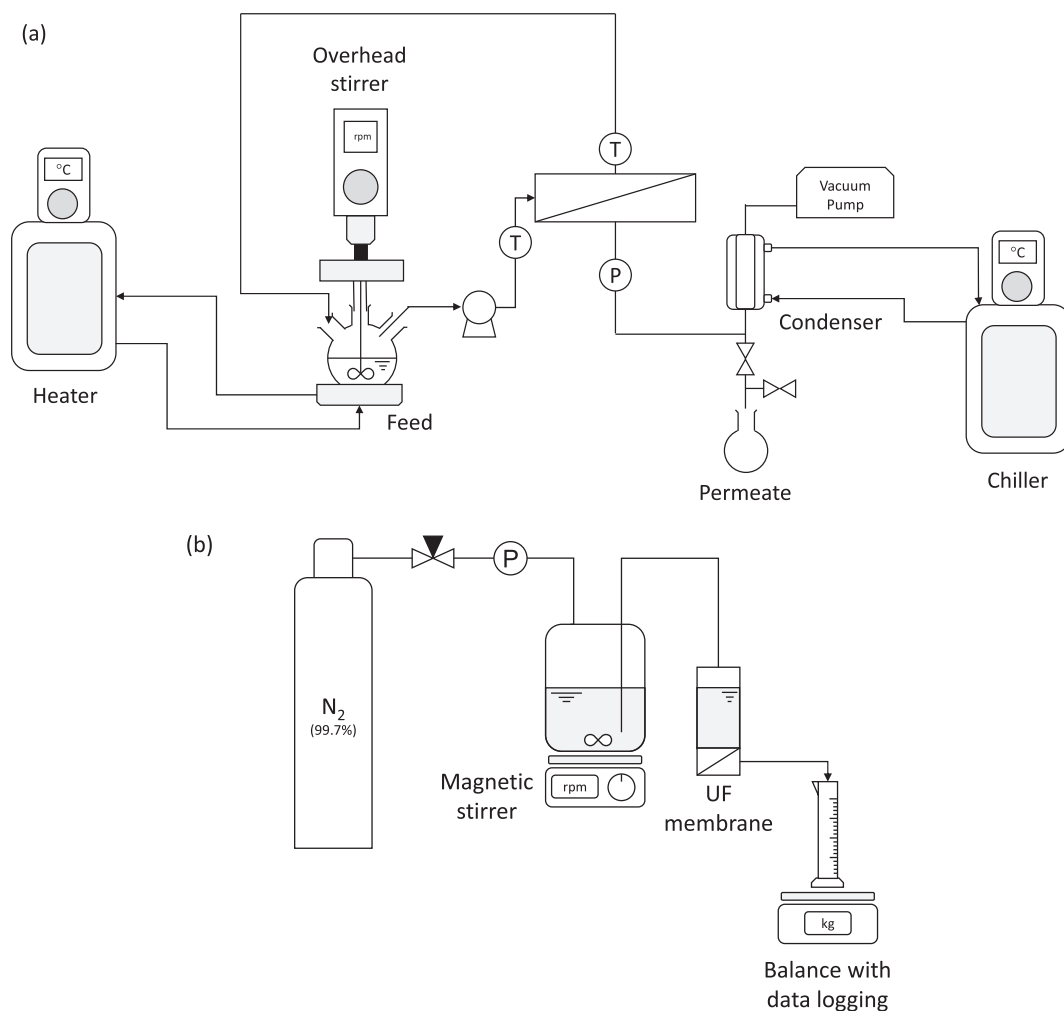 (a)
Overhead
stirrer
rpm
°C
T
T
P
Vacuum
Pump
°C
Condenser
Heater
Feed
Permeate
Chiller
(b)
P
N₂
(99.7%)
Magnetic
stirrer
rpm
UF
membrane
kg
Balance with
data logging